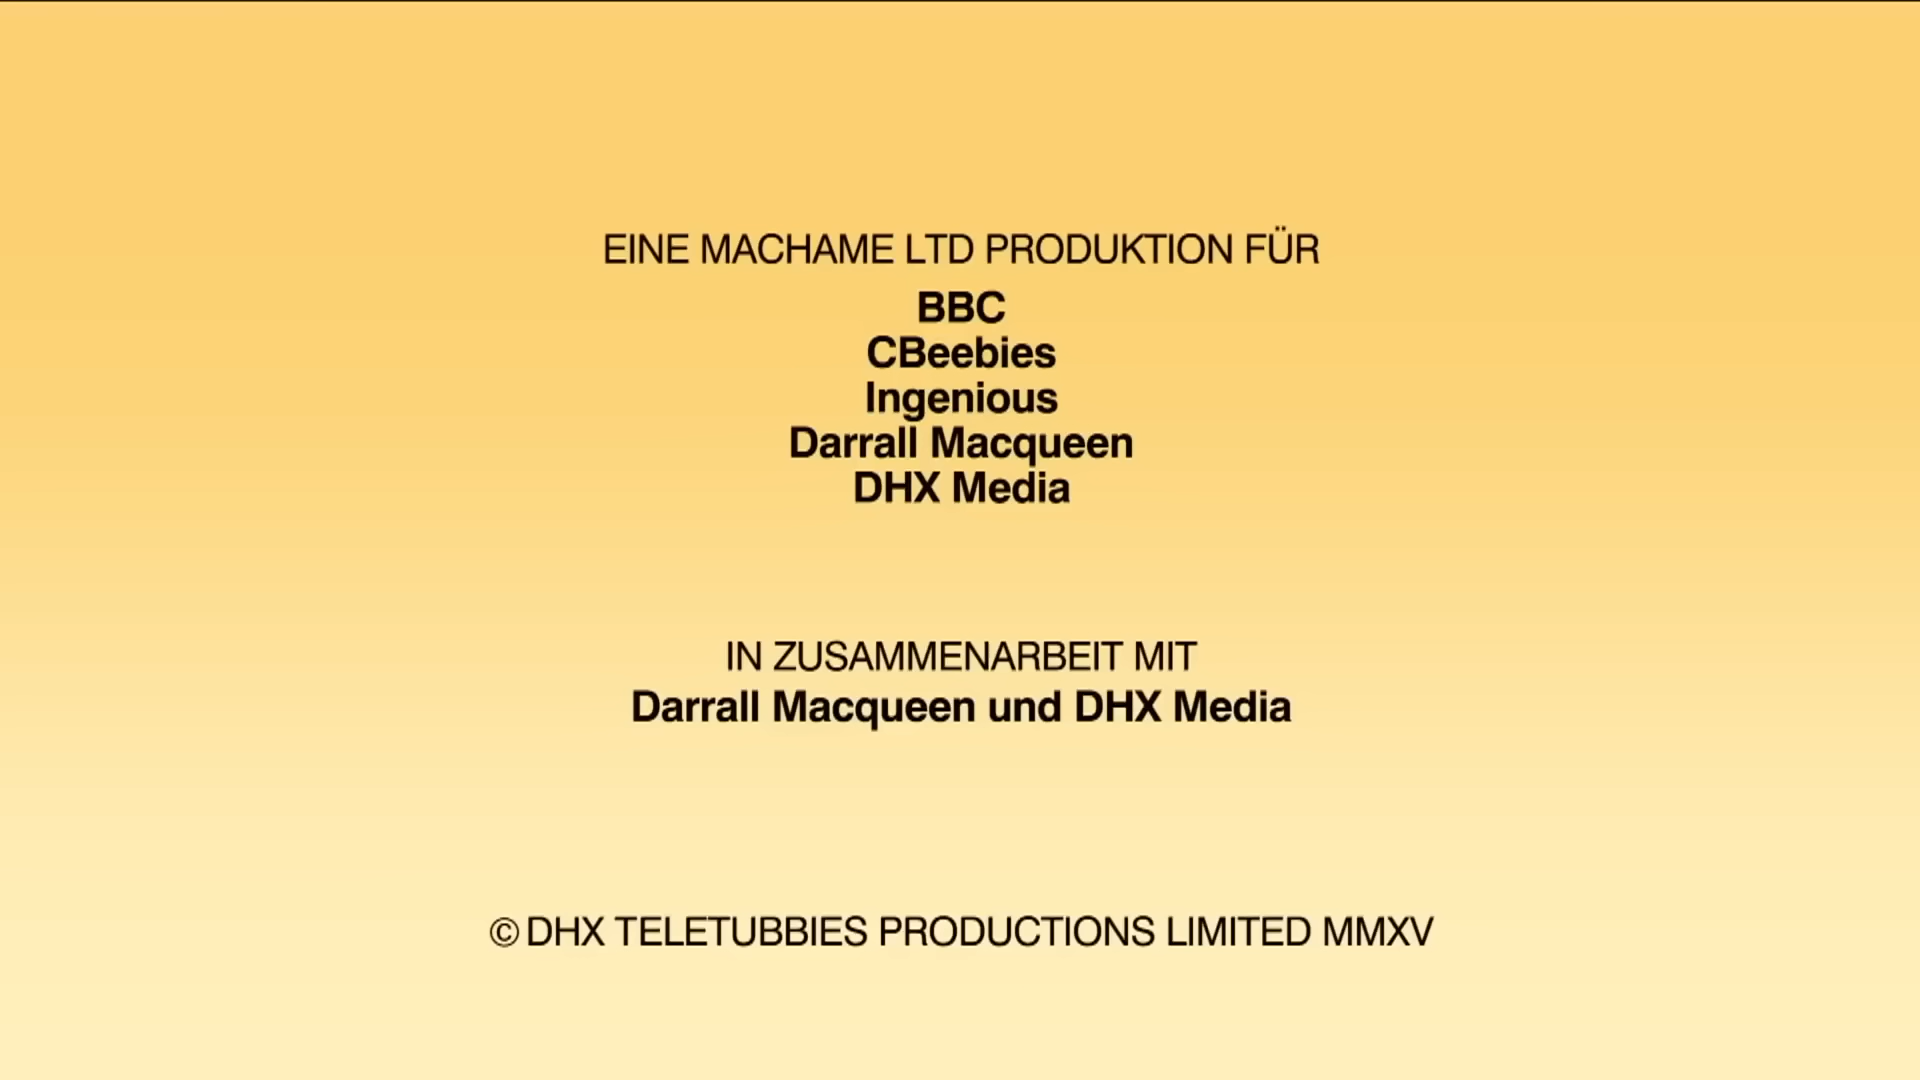 EINE MACHAME LTD PRODUKTION FÜR
BBC
CBeebies
Ingenious
Darrall Macqueen
DHX Media
IN ZUSAMMENARBEIT MIT
Darrall Macqueen und DHX Media
© DHX TELETUBBIES PRODUCTIONS LIMITED MMXV